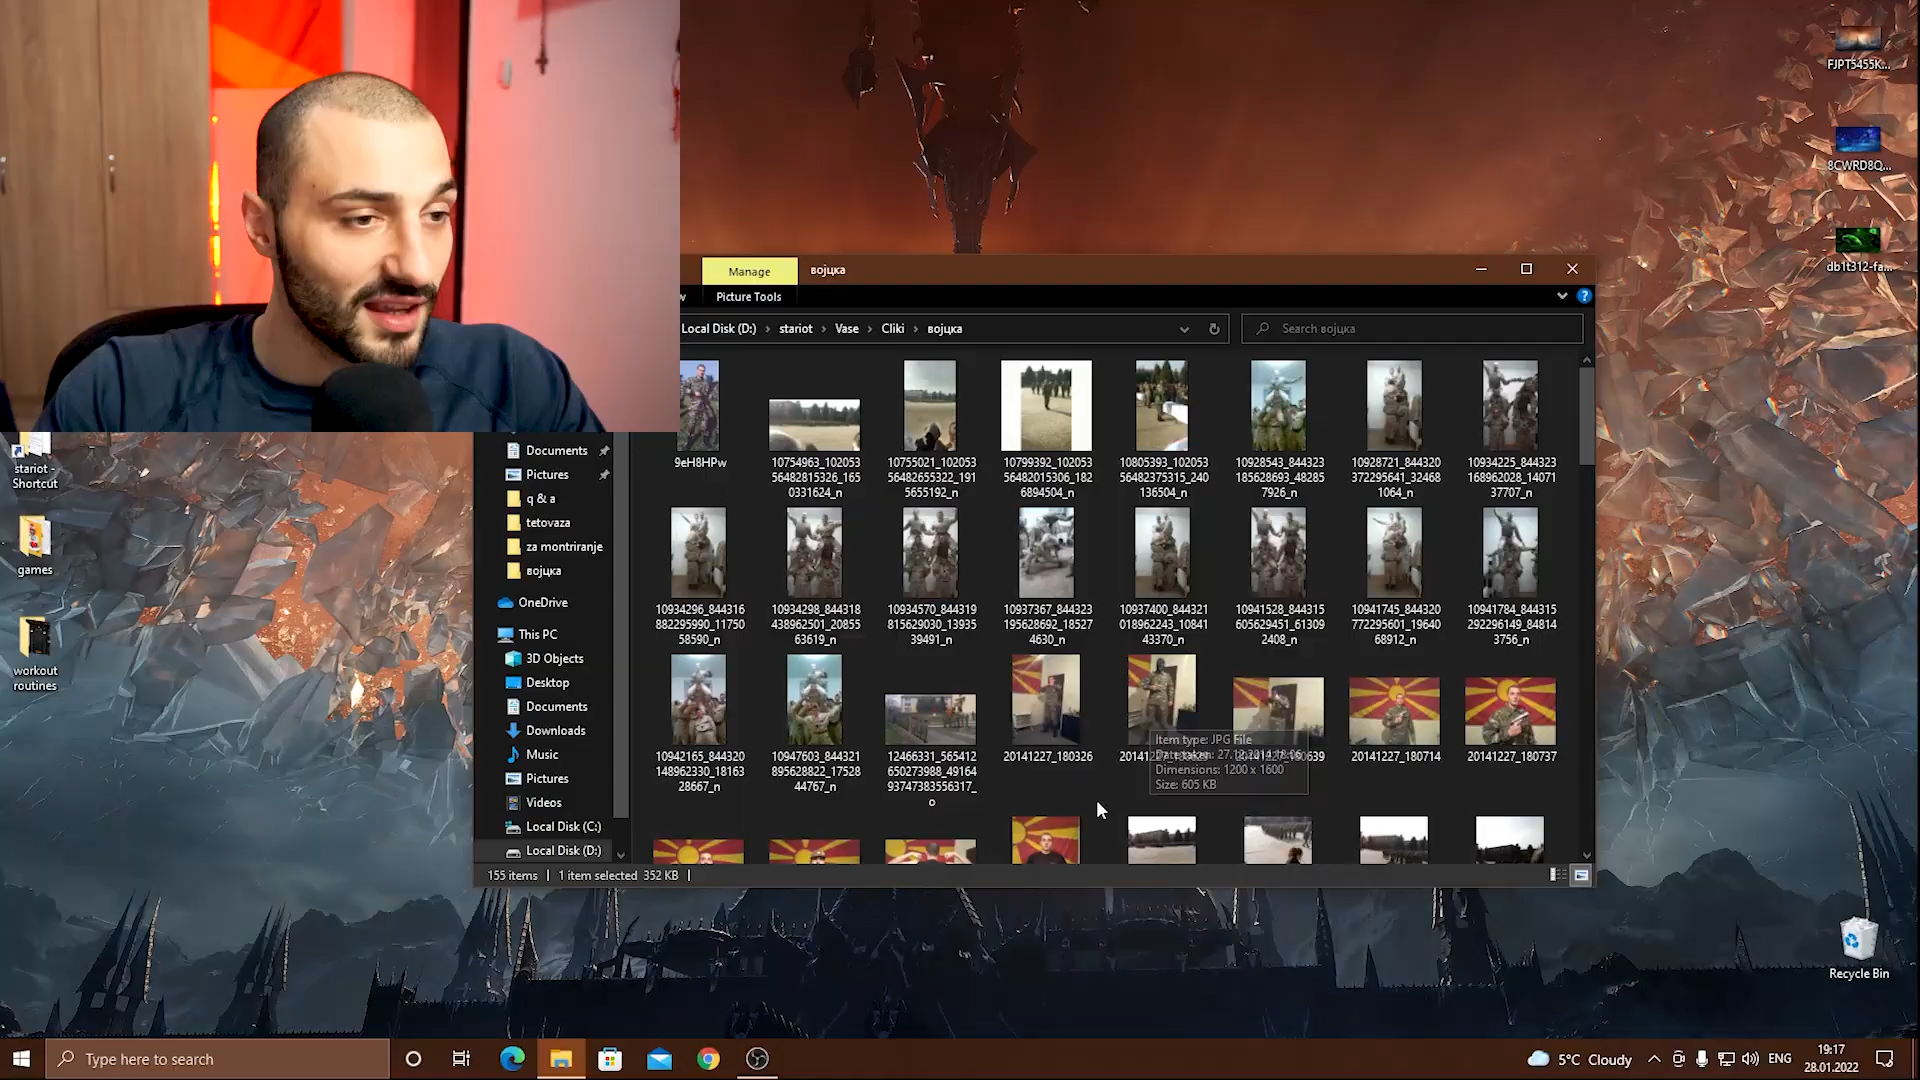 FJPT5455K...
8CWRD8Q...
db1t312-fa...
Manage
војцка
Picture Tools
Local Disk (D:)
stariot
Vase
Cliki
војцка
Search војцка
stariot -
Shortcut
games
workout
routines
Documents
Pictures
q & a
tetovaza
za montriranje
војцка
OneDrive
This PC
3D Objects
Desktop
Documents
Downloads
Music
Pictures
Videos
Local Disk (C:)
Local Disk (D:)
9eH8HPw
10754963_102053
56482815326_165
0331624_n
10755021_102053
56482655322_191
5655192_n
10799392_102053
56482015306_182
6894504_n
10805393_102053
56482375315_240
136504_n
10928543_844323
185628693_48285
7926_n
10928721_844320
372295641_32468
1064_n
10934225_844323
168962028_14071
37707_n
10934296_844316
882295990_11750
58590_n
10934298_844318
438962501_20855
63619_n
10934570_844319
815629030_13935
39491_n
10937367_844323
195628692_18527
4630_n
10937400_844321
018962243_1084
43370_n
10941528_844315
605629451_61309
2408_n
10941745_844320
772295601_19640
68912_n
10941784_844315
292296149_84814
3756_n
10942165_844320
148962330_18163
28667_n
10947603_844321
895628822_17528
44767_n
12466331_565412
650273988_49164
93747383556317_
o
20141227_180326
20141227_180714
20141227_180737
Item type: JPG File
Dimensions: 1200 x 1600
Size: 605 KB
155 items
1 item selected 352 KB
Recycle Bin
Type here to search
5°C Cloudy
ENG
19:17
28.01.2022